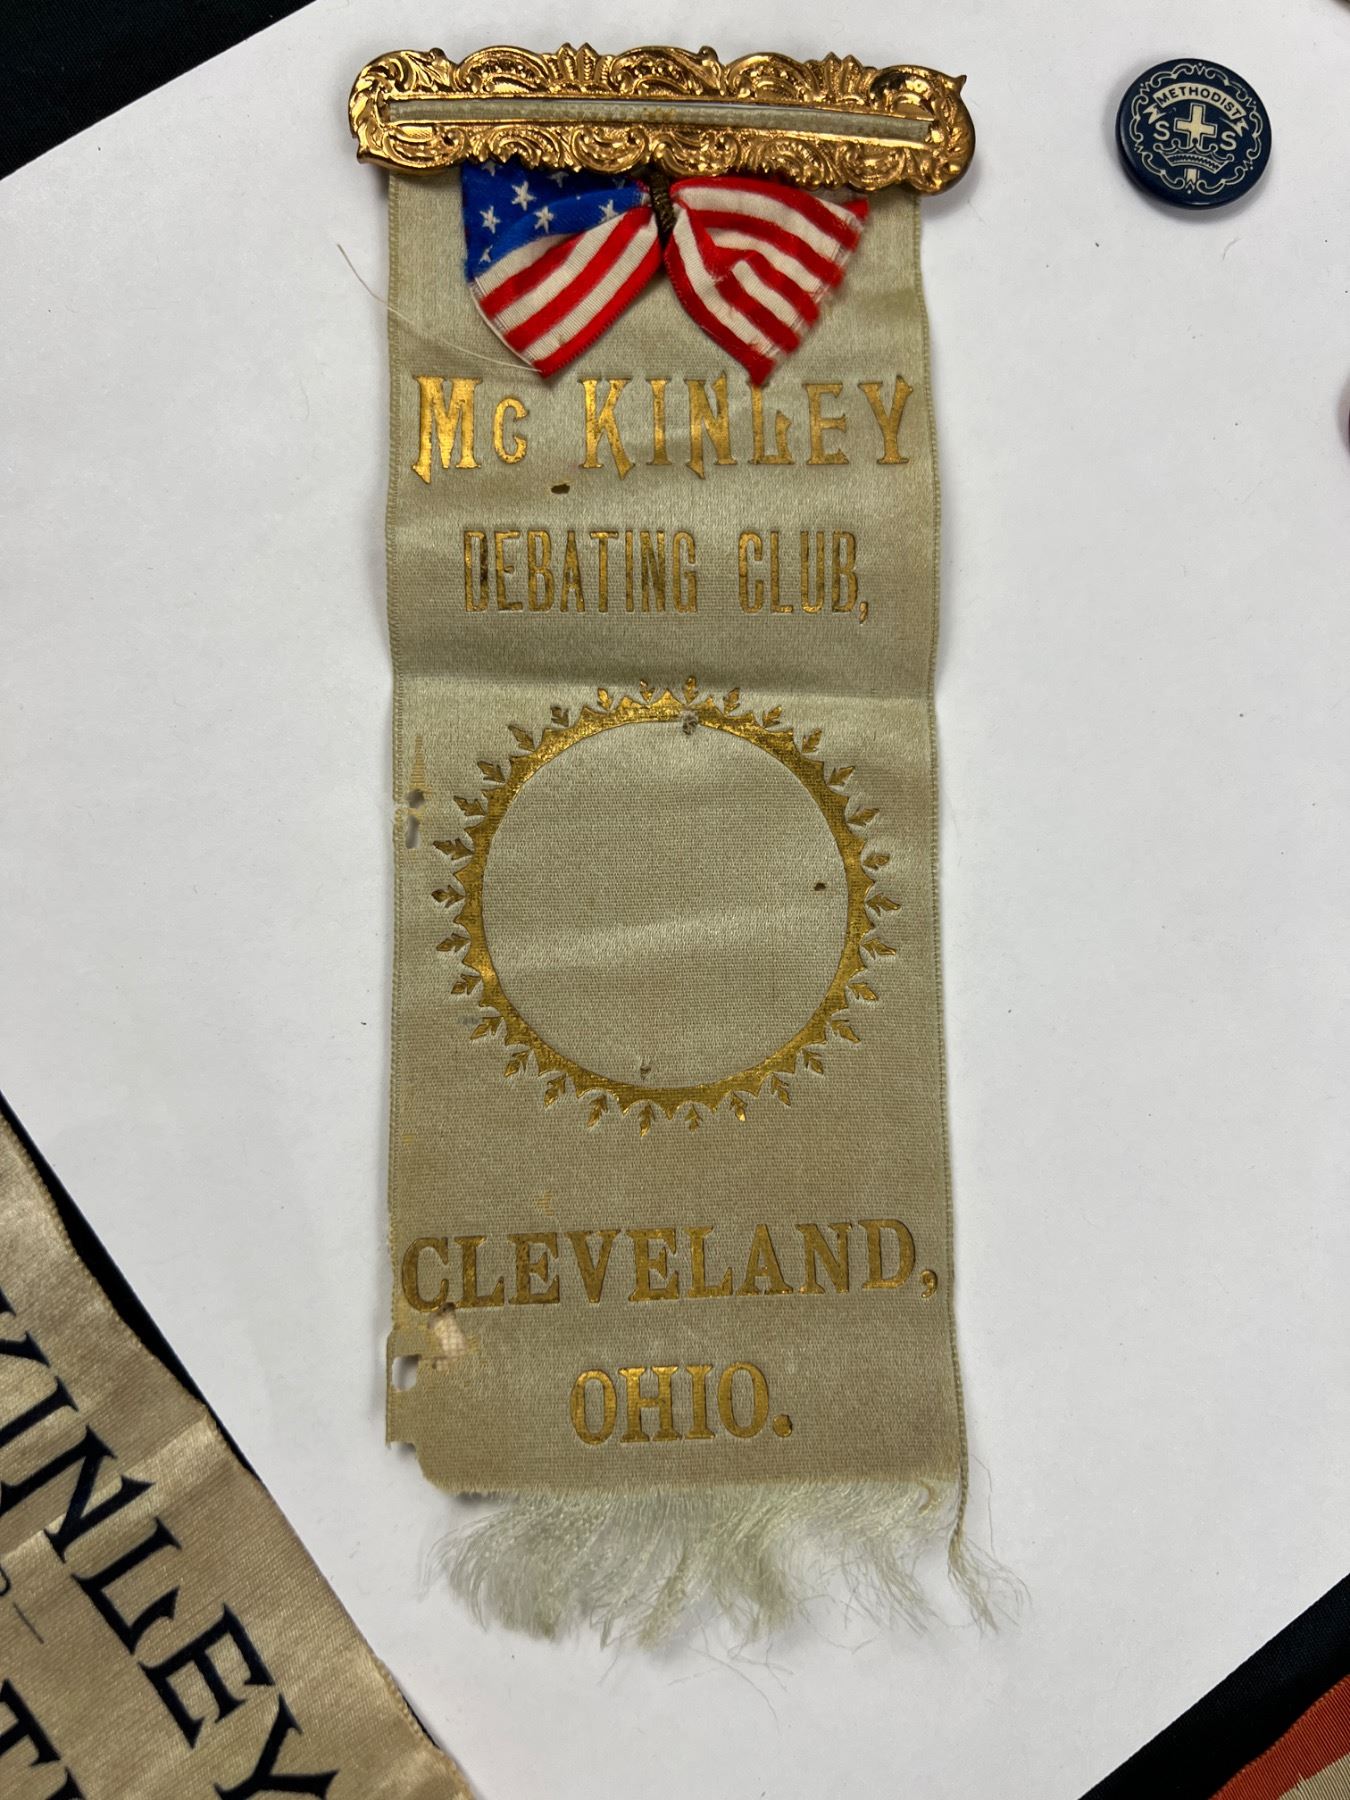 Mc KINLEY
DEBATING CLUB,
CLEVELAND,
OHIO.
METHODIST
S S
INLEY